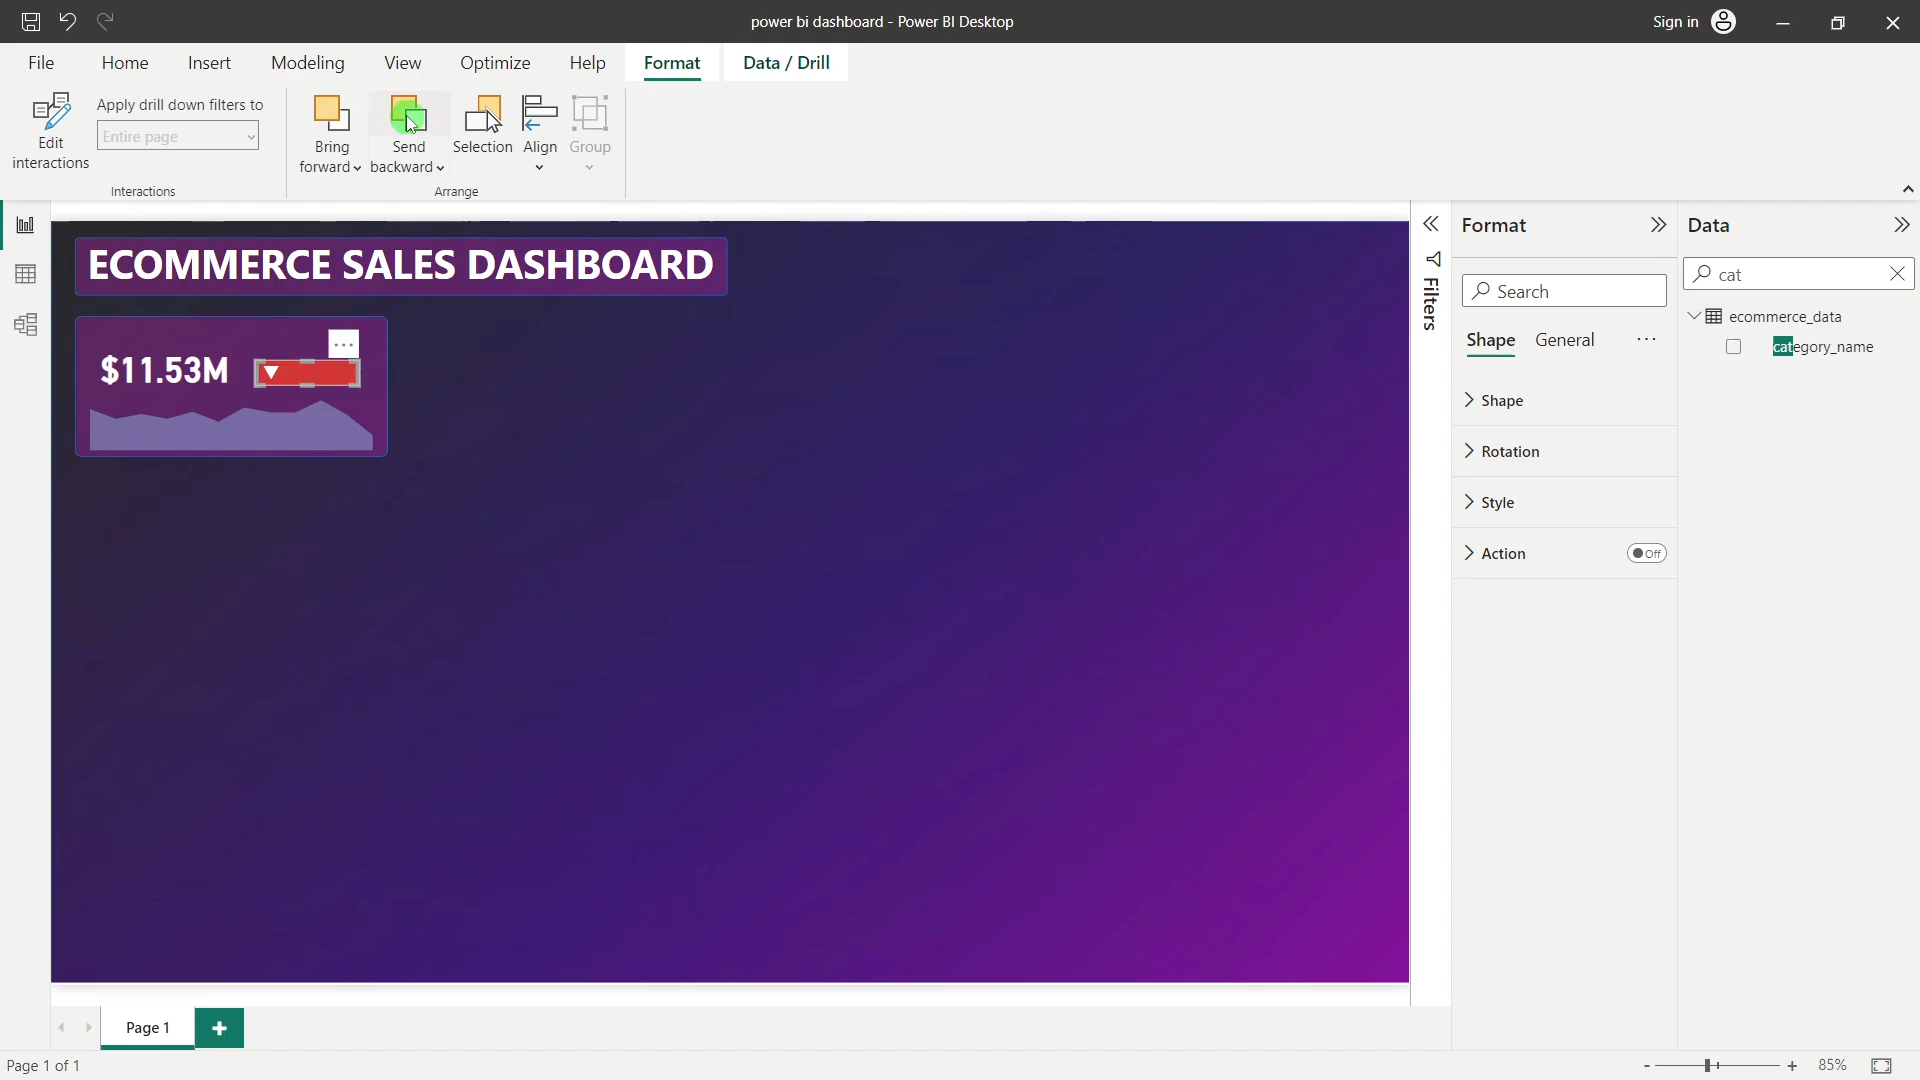 power bi dashboard - Power BI Desktop
Sign in
File Home Insert Modeling View Optimize Help Format Data / Drill
Edit interactions
Apply drill down filters to
Entire page
Interactions
Bring forward
Send backward
Selection
Align
Group
Arrange
ECOMMERCE SALES DASHBOARD
$11.53M
Filters
Format
Search
Shape General
Shape
Rotation
Style
Action Off
Data
cat
ecommerce_data
category_name
Page 1
Page 1 of 1
- + 85%